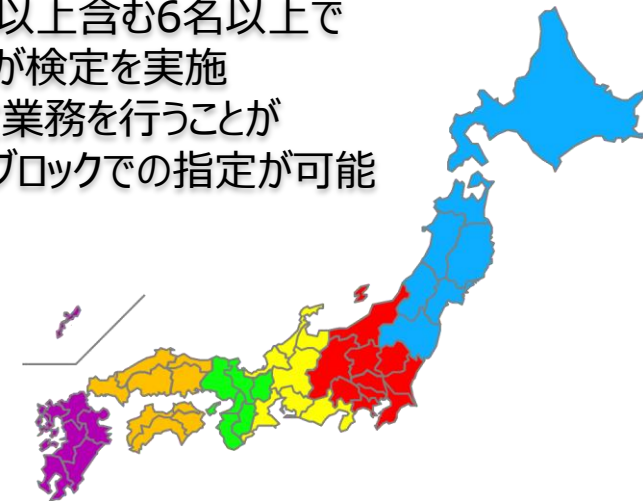 以上含む6名以上で
が検定を実施
業務を行うことが
ブロックでの指定が可能